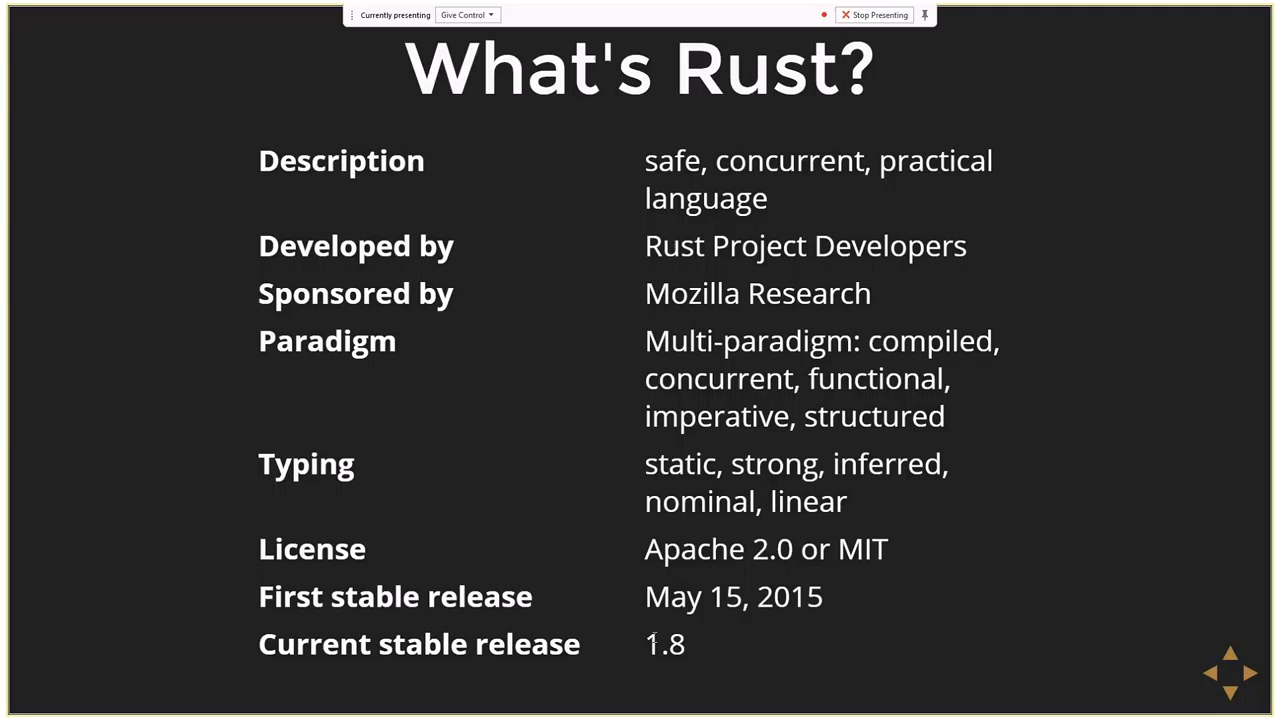 Currently presenting Give Control Stop Presenting
What's Rust?
Description safe, concurrent, practical
language
Developed by Rust Project Developers
Sponsored by Mozilla Research
Paradigm Multi-paradigm: compiled,
concurrent, functional,
imperative, structured
Typing static, strong, inferred,
nominal, linear
License Apache 2.0 or MIT
First stable release May 15, 2015
Current stable release 1.8